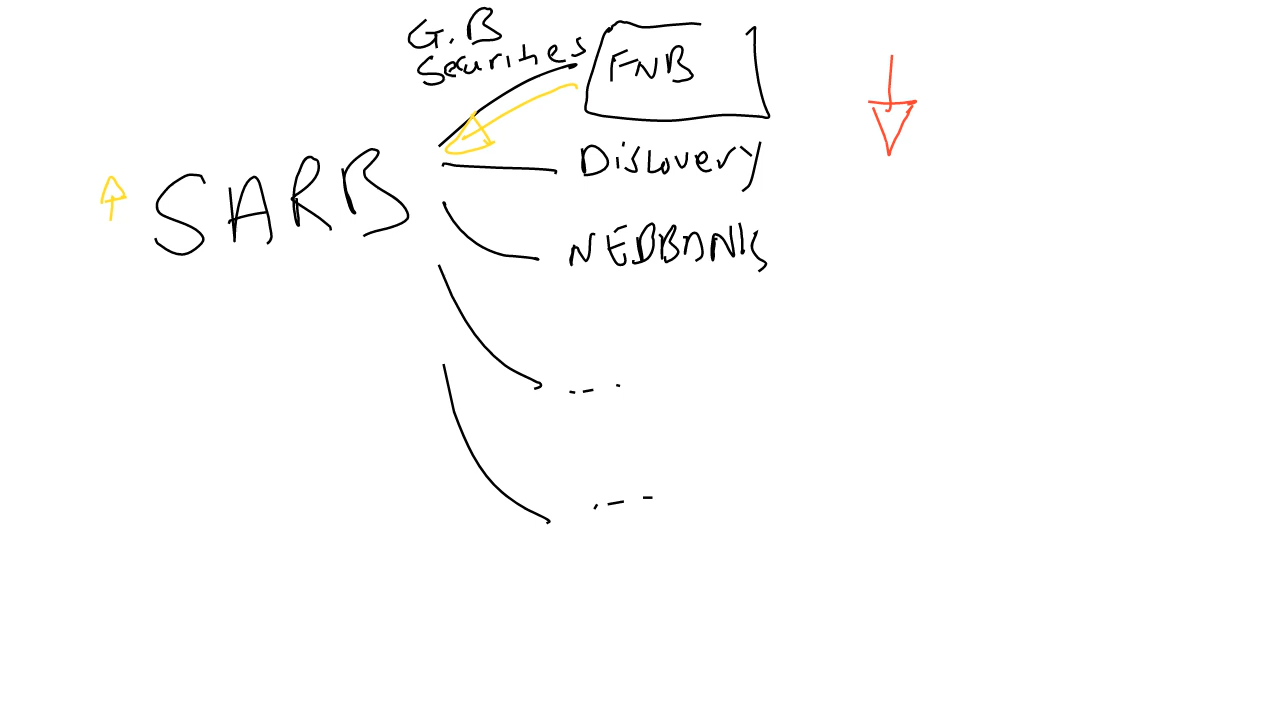 G.B
Securities
FNB
Discovery
SARB
NEDBANK
...
...